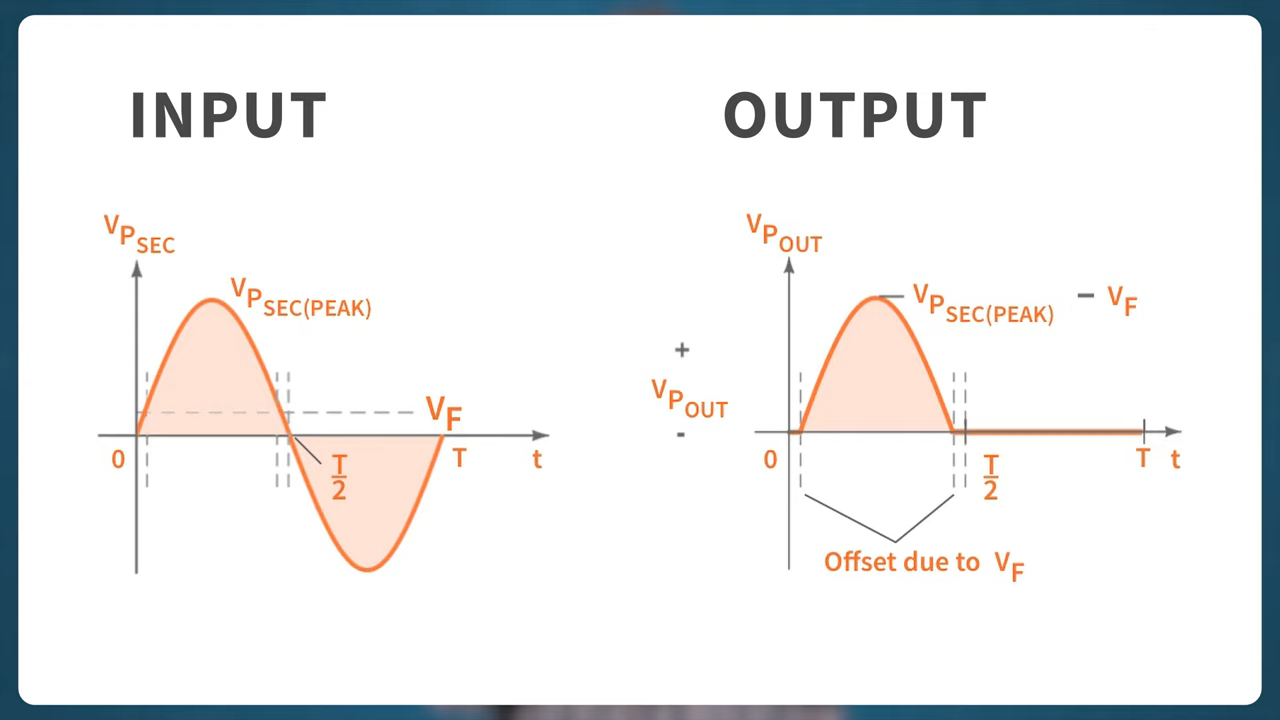 INPUT
VPSEC
VPSEC(PEAK)
VF
0
T
2
T
t
OUTPUT
VPOUT
VPSEC(PEAK) − VF
+
VPOUT
-
0
T
2
T
t
Offset due to VF